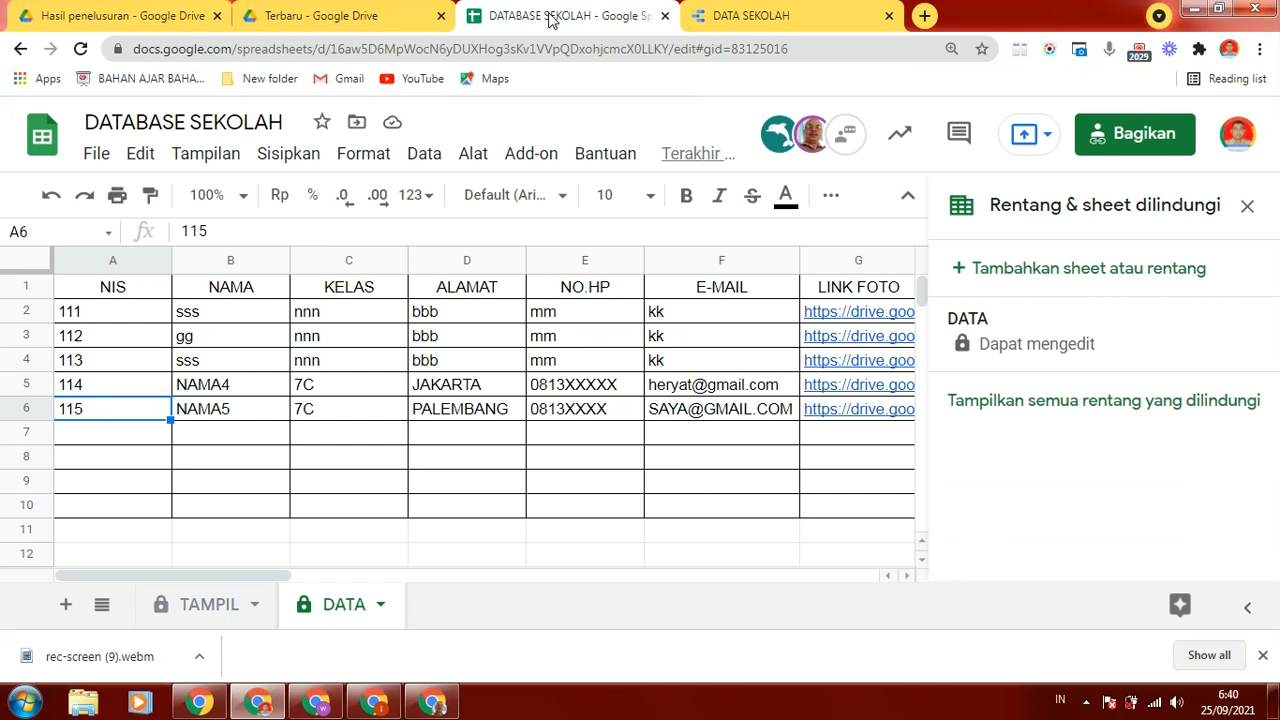 Hasil penelusuran - Google Drive
Terbaru - Google Drive
DATABASE SEKOLAH - Google Sp
DATA SEKOLAH
docs.google.com/spreadsheets/d/16aw5D6MpWocN6yDUXTog3sKv1VVpQDxohjcmcX0LLKY/edit#gid=83125016
2029
Apps
BAHAN AJAR BAHA...
New folder
Gmail
YouTube
Maps
Reading list
DATABASE SEKOLAH
Bagikan
File Edit Tampilan Sisipkan Format Data Alat Add-on Bantuan Terakhir ...
100% Rp % .0 .00 123 Default (Ari... 10 B I S A
Rentang & sheet dilindungi
A6 fx 115
A B C D E F G
+ Tambahkan sheet atau rentang
1 NIS NAMA KELAS ALAMAT NO.HP E-MAIL LINK FOTO
2 111 sss nnn bbb mm kk https://drive.goo
3 112 gg nnn bbb mm kk https://drive.goo
4 113 sss nnn bbb mm kk https://drive.goo
5 114 NAMA4 7C JAKARTA 0813XXXXX heryat@gmail.com https://drive.goo
6 115 NAMA5 7C PALEMBANG 0813XXXX SAYA@GMAIL.COM https://drive.goo
7
8
9
10
11
12
DATA
Dapat mengedit
Tampilkan semua rentang yang dilindungi
TAMPIL
DATA
rec-screen (9).webm
Show all
IN
6:40
25/09/2021